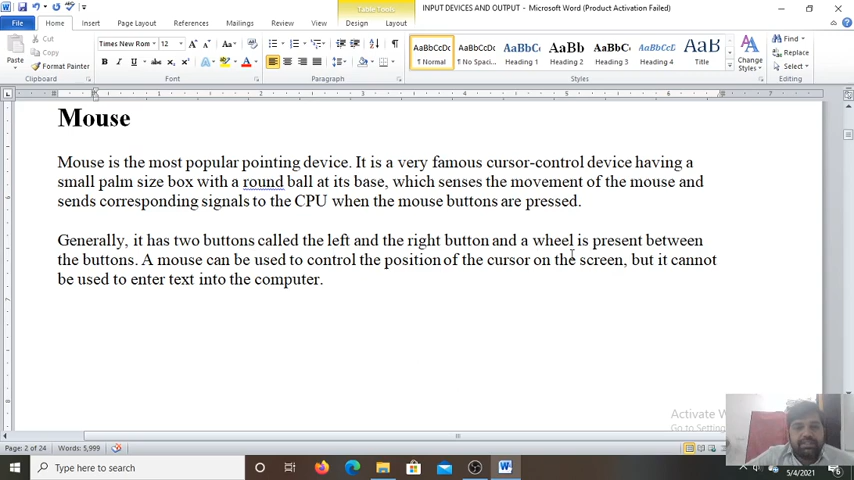 INPUT DEVICES AND OUTPUT - Microsoft Word (Product Activation Failed)
Table Tools
File Home Insert Page Layout References Mailings Review View Design Layout
Cut
Copy
Format Painter
Paste
Clipboard
Times New Rom 12
Font
Paragraph
AaBbCcDc AaBbCcDc AaBbC AaBb AaBbC AaBbCcD AaB
¶ Normal ¶ No Spaci... Heading 1 Heading 2 Heading 3 Heading 4 Title
Change Styles
Styles
Find
Replace
Select
Editing
Mouse
Mouse is the most popular pointing device. It is a very famous cursor-control device having a
small palm size box with a round ball at its base, which senses the movement of the mouse and
sends corresponding signals to the CPU when the mouse buttons are pressed.
Generally, it has two buttons called the left and the right button and a wheel is present between
the buttons. A mouse can be used to control the position of the cursor on the screen, but it cannot
be used to enter text into the computer.
Activate W
Go to Setting
Page: 2 of 24 Words: 5,999
Type here to search
5/4/2021